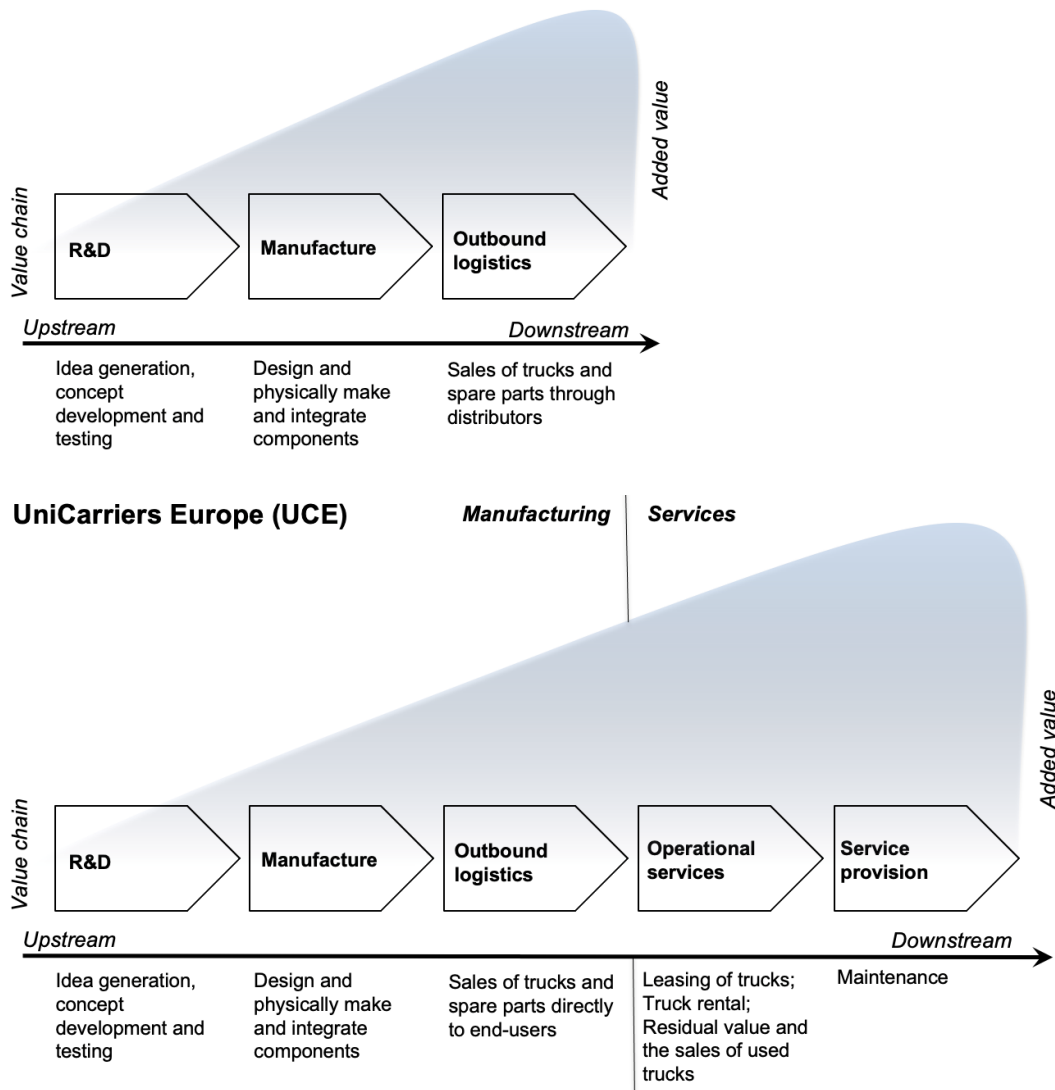 Added value
Value chain
R&D
Manufacture
Outbound
logistics
Upstream
Downstream
Idea generation,
concept
development and
testing
Design and
physically make
and integrate
components
Sales of trucks and
spare parts through
distributors
UniCarriers Europe (UCE)
Manufacturing
Services
Added value
Value chain
R&D
Manufacture
Outbound
logistics
Operational
services
Service
provision
Upstream
Downstream
Idea generation,
concept
development and
testing
Design and
physically make
and integrate
components
Sales of trucks and
spare parts directly
to end-users
Leasing of trucks;
Truck rental;
Residual value and
the sales of used
trucks
Maintenance